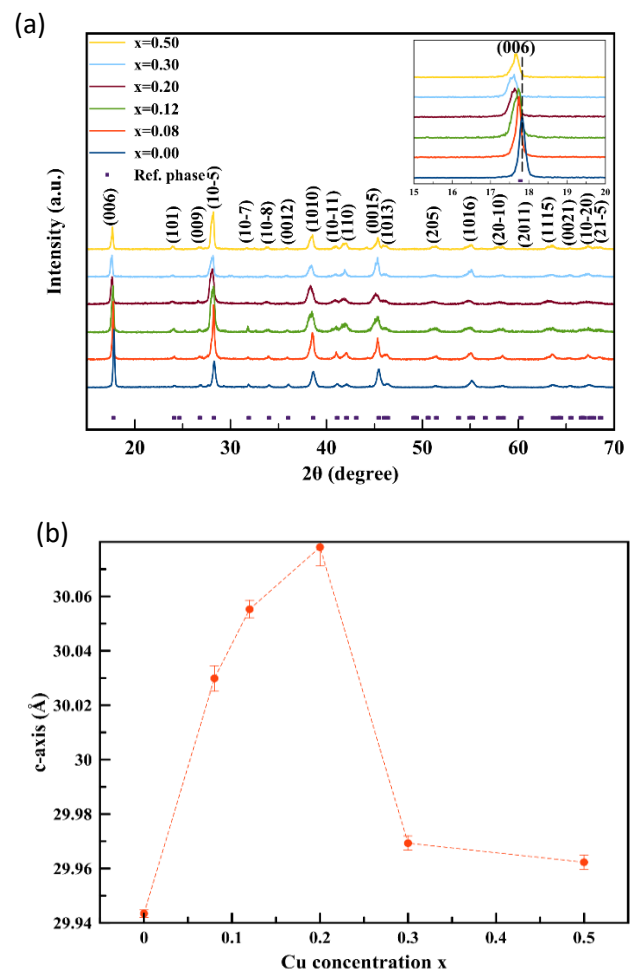 (a)
x=0.50
x=0.30
x=0.20
x=0.12
x=0.08
x=0.00
Ref. phase
(006)
15 16 17 18 19 20
(006)
(101)
(009)
(10-5)
(10-7)
(10-8)
(0012)
(1010)
(10-11)
(110)
(0015)
(1013)
(205)
(1016)
(20-10)
(2011)
(1115)
(0021)
(10-20)
(21-5)
Intensity (a.u.)
20 30 40 50 60 70
2θ (degree)
(b)
30.06
30.04
30.02
30
29.98
29.96
29.94
c-axis (Å)
0 0.1 0.2 0.3 0.4 0.5
Cu concentration x